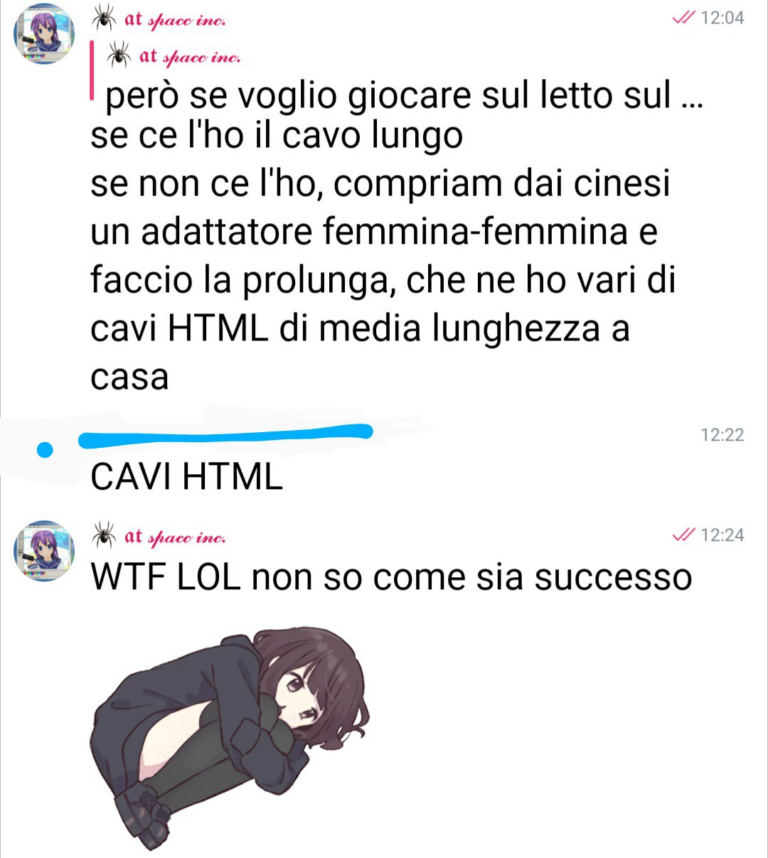 🕷 at space inc.
12:04
🕷 at space inc.
però se voglio giocare sul letto sul ...
se ce l'ho il cavo lungo
se non ce l'ho, compriam dai cinesi
un adattatore femmina-femmina e
faccio la prolunga, che ne ho vari di
cavi HTML di media lunghezza a
casa
12:22
CAVI HTML
🕷 at space inc.
12:24
WTF LOL non so come sia successo